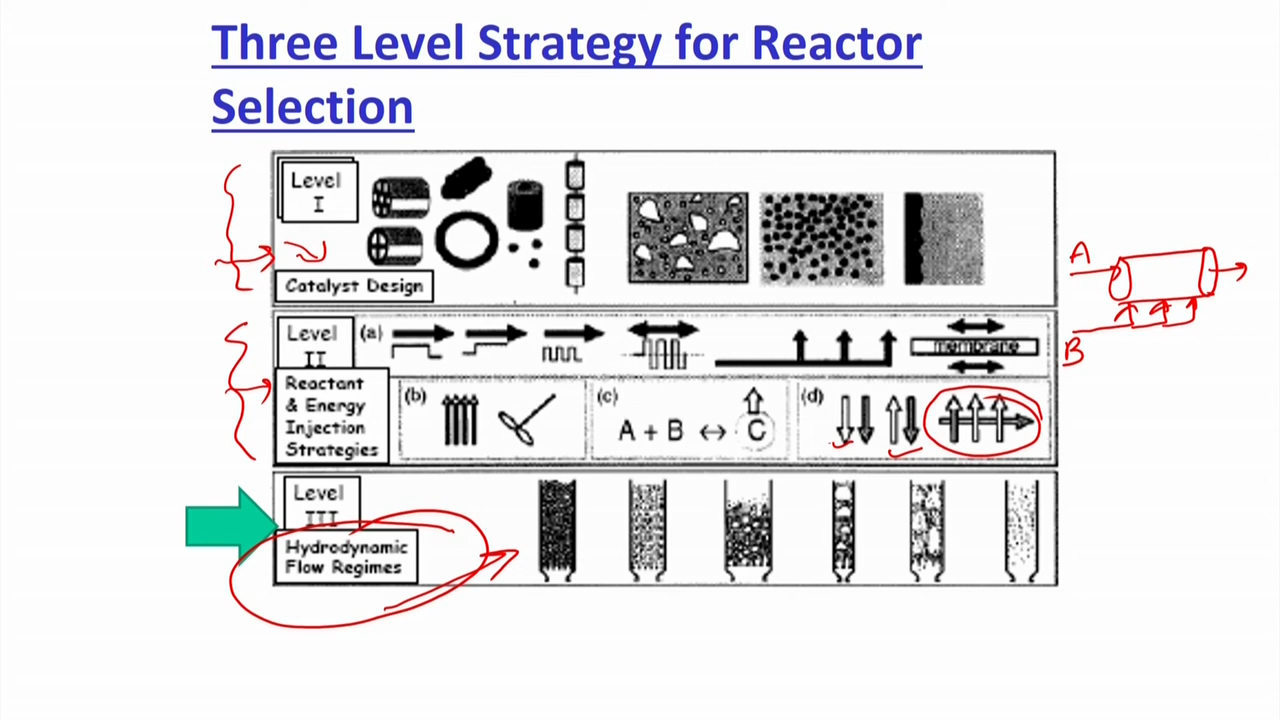 Three Level Strategy for Reactor
Selection
Level
I
Catalyst Design
Level
II
(a)
membrane
Reactant
& Energy
Injection
Strategies
(b)
(c)
A + B ↔ C
(d)
Level
III
Hydrodynamic
Flow Regimes
A
B